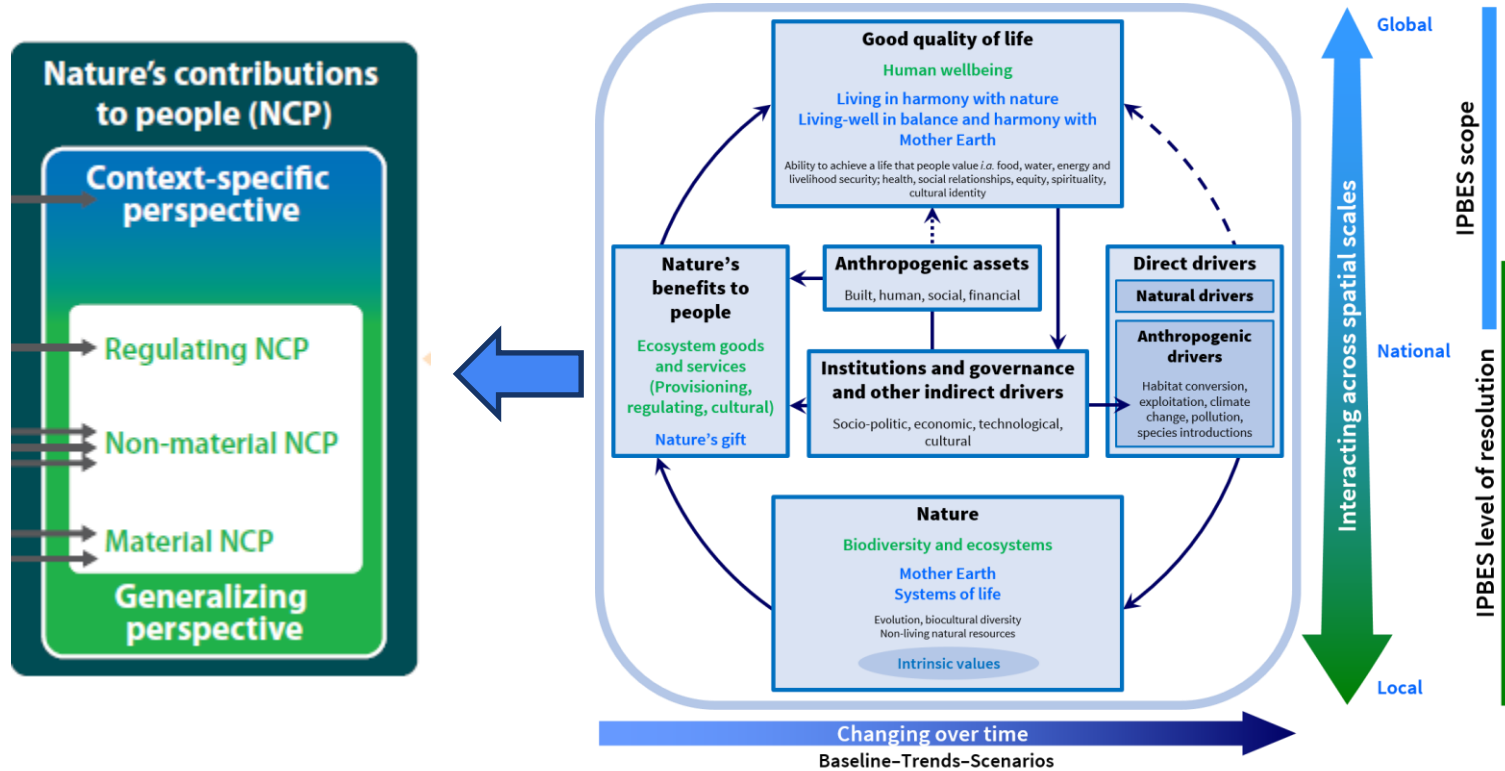 Nature's contributions
to people (NCP)
Context-specific
perspective
Regulating NCP
Non-material NCP
Material NCP
Generalizing
perspective
Good quality of life
Human wellbeing
Living in harmony with nature
Living-well in balance and harmony with
Mother Earth
Ability to achieve a life that people value i.a. food, water, energy and
livelihood security; health, social relationships, equity, spirituality,
cultural identity
Nature's
benefits to
people
Ecosystem goods
and services
(Provisioning,
regulating, cultural)
Nature's gift
Anthropogenic assets
Built, human, social, financial
Institutions and governance
and other indirect drivers
Socio-politic, economic, technological,
cultural
Direct drivers
Natural drivers
Anthropogenic
drivers
Habitat conversion,
exploitation, climate
change, pollution,
species introductions
Nature
Biodiversity and ecosystems
Mother Earth
Systems of life
Evolution, biocultural diversity
Non-living natural resources
Intrinsic values
Changing over time
Baseline–Trends–Scenarios
Interacting across spatial scales
Global
National
Local
IPBES scope
IPBES level of resolution